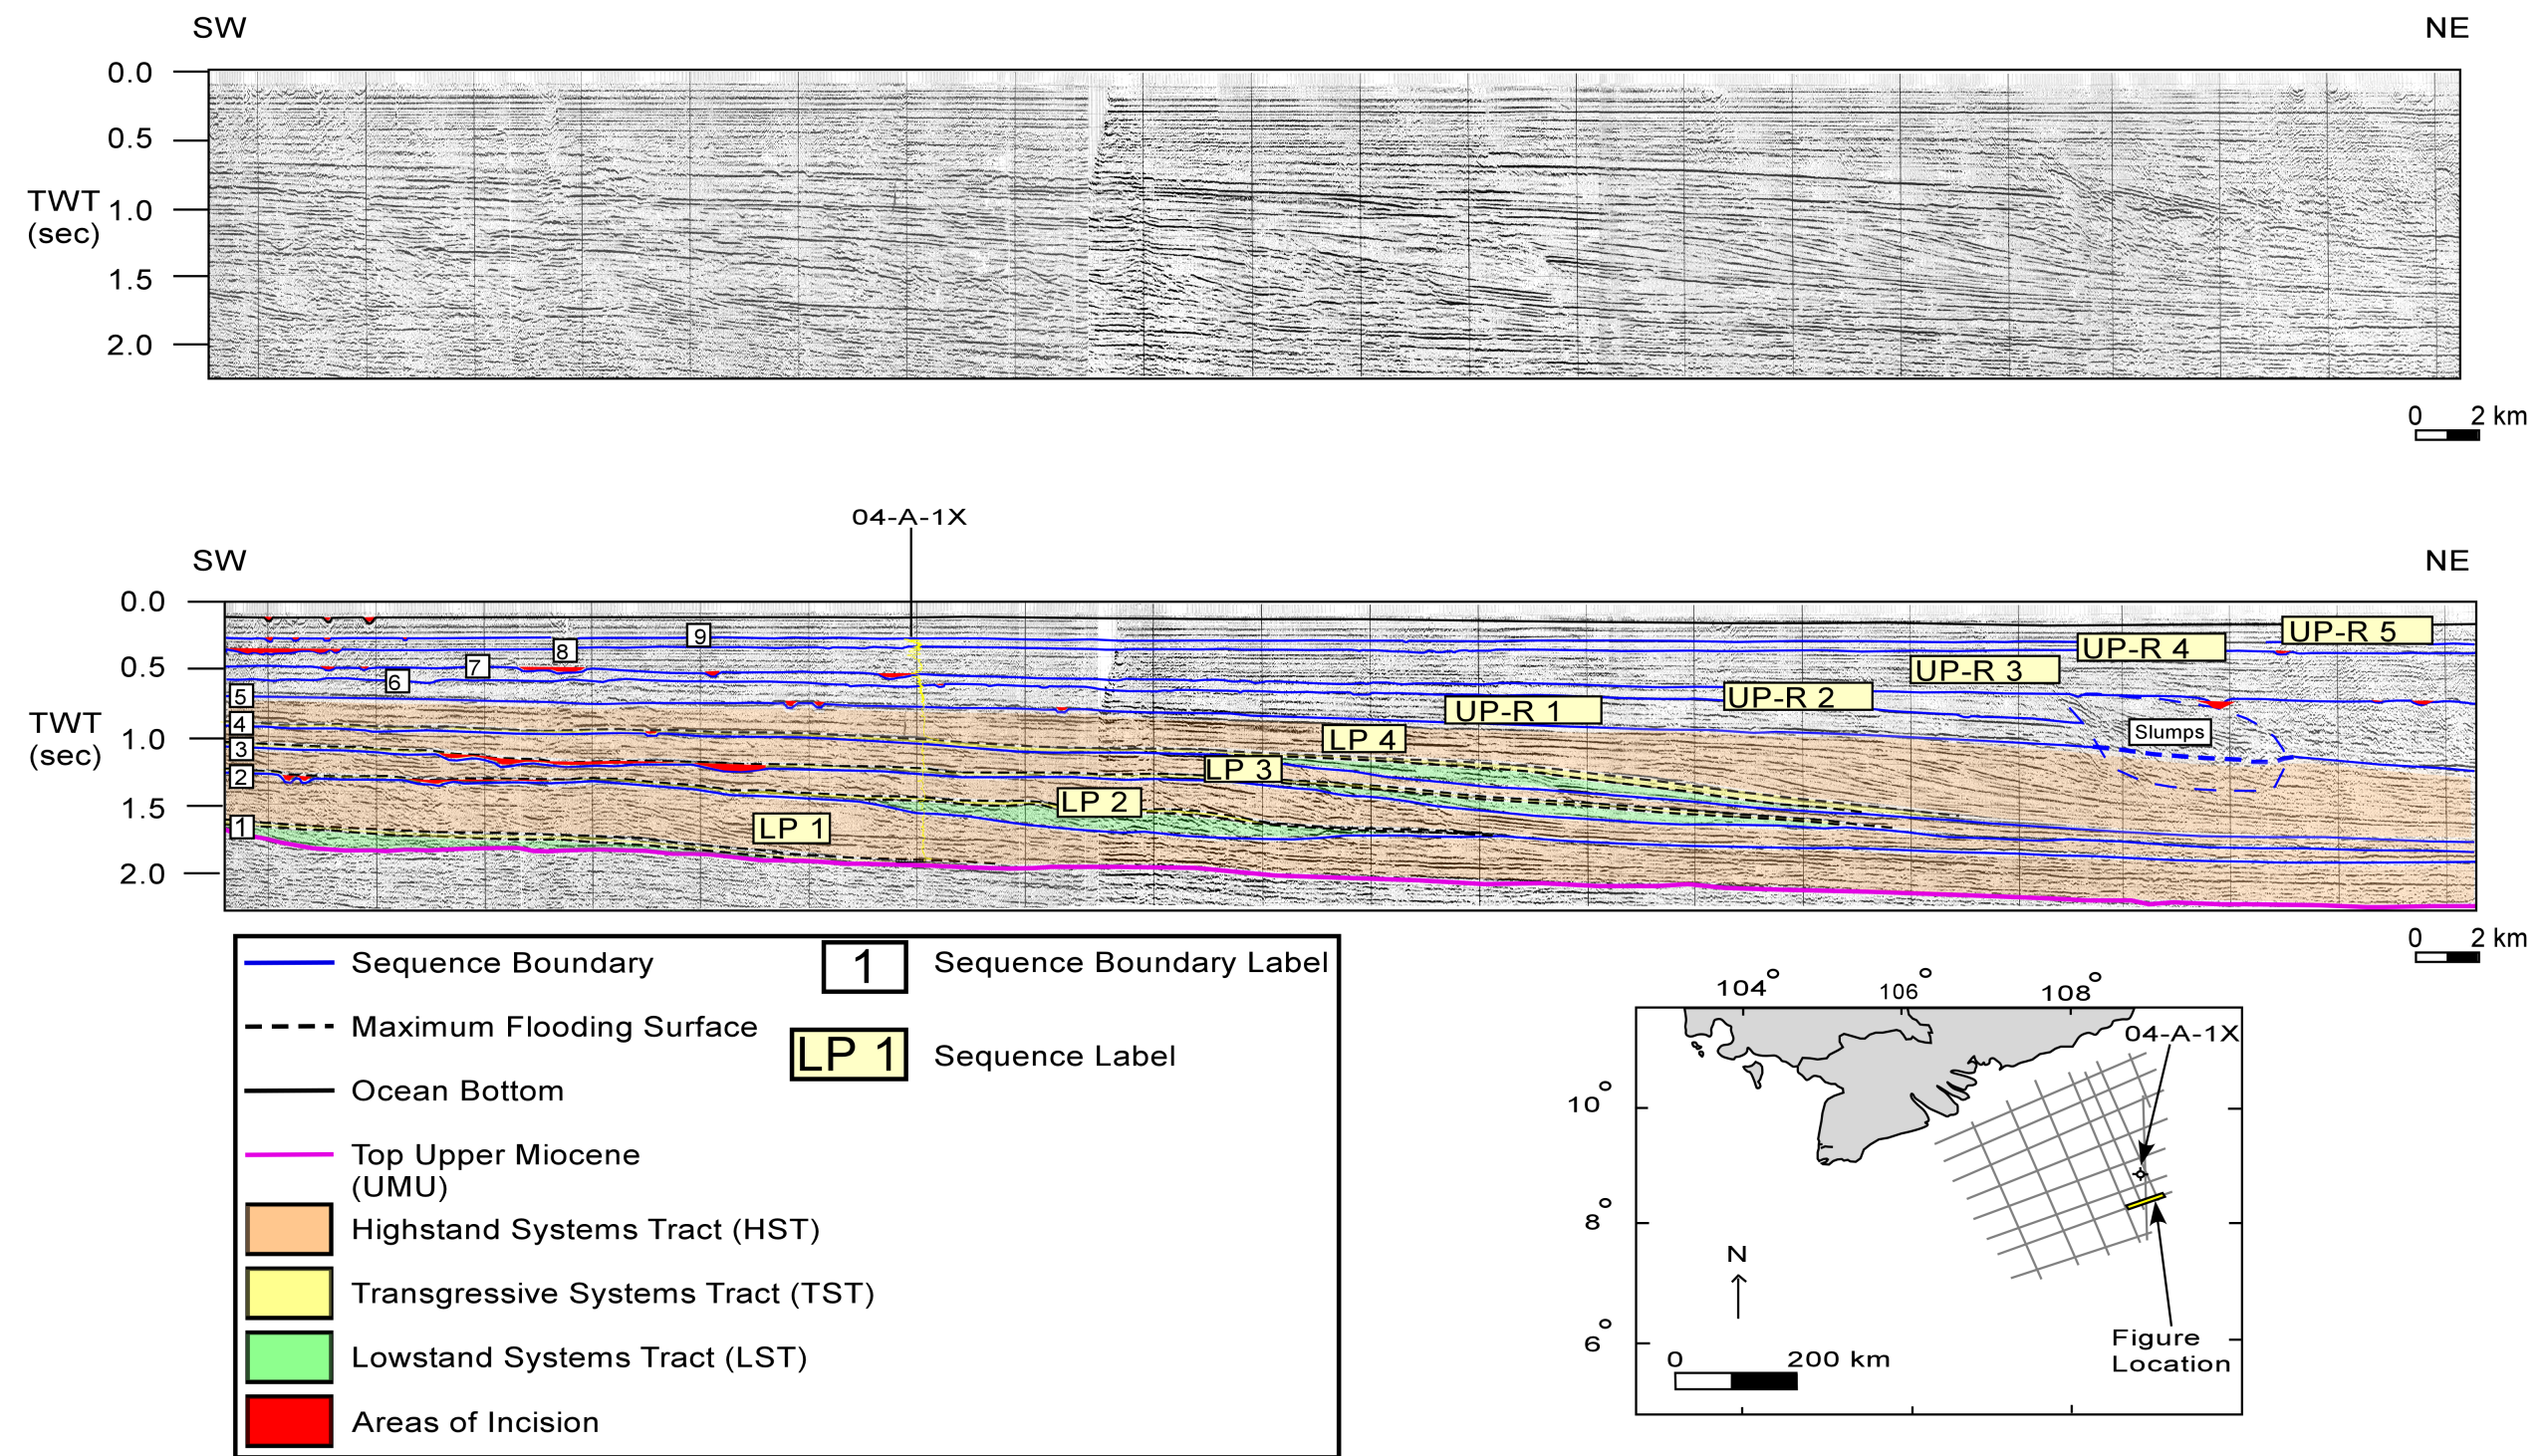 SW NE
0.0
0.5
TWT
(sec)
1.0
1.5
2.0
0 2 km
04-A-1X
SW NE
0.0
0.5
TWT
(sec)
1.0
1.5
2.0
9
8
7
6
5
4
3
2
1
UP-R 5
UP-R 4
UP-R 3
UP-R 2
UP-R 1
Slumps
LP 4
LP 3
LP 2
LP 1
0 2 km
Sequence Boundary
Maximum Flooding Surface
Ocean Bottom
Top Upper Miocene
(UMU)
Highstand Systems Tract (HST)
Transgressive Systems Tract (TST)
Lowstand Systems Tract (LST)
Areas of Incision
1 Sequence Boundary Label
LP 1 Sequence Label
104° 106° 108°
04-A-1X
10°
8°
6°
N
0 200 km
Figure
Location